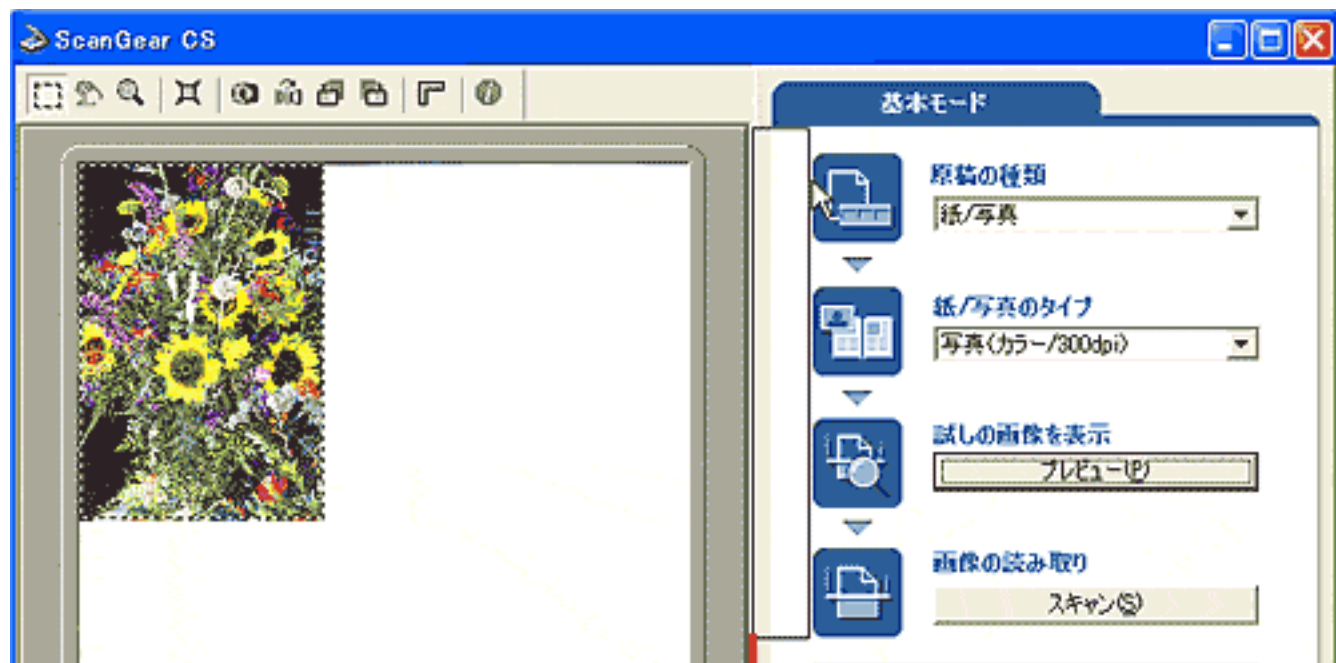 ScanGear CS
基本モード
原稿の種類
紙/写真
紙/写真のタイプ
写真(カラー/300dpi)
試しの画像を表示
プレビュー(P)
画像の読み取り
スキャン(S)